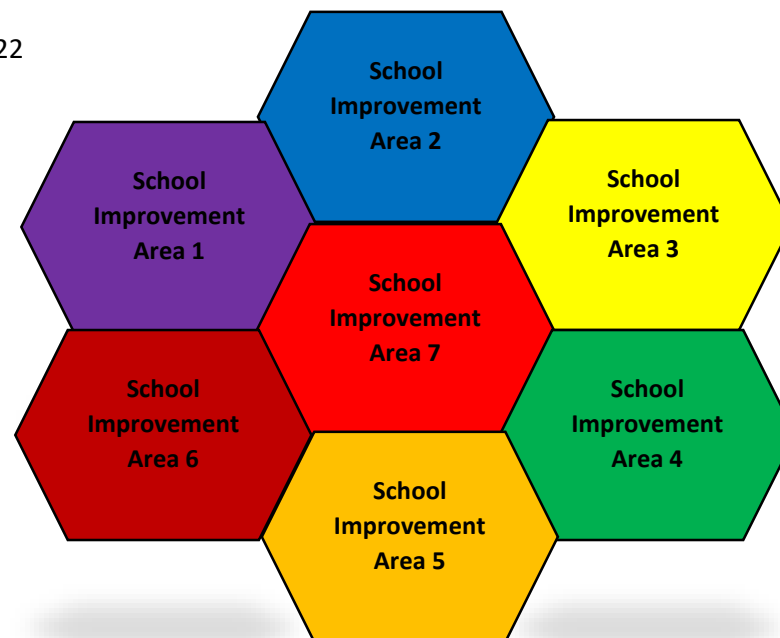 22
School
Improvement
Area 2
School
Improvement
Area 1
School
Improvement
Area 3
School
Improvement
Area 7
School
Improvement
Area 6
School
Improvement
Area 4
School
Improvement
Area 5